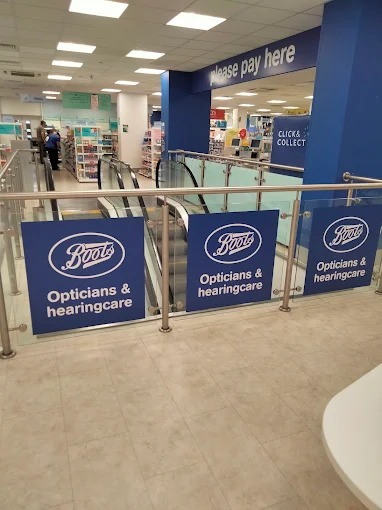 please pay here
CLICK &
COLLECT
Boots
Opticians &
hearingcare
Boots
Opticians &
hearingcare
Boots
Opticians &
hearingcare